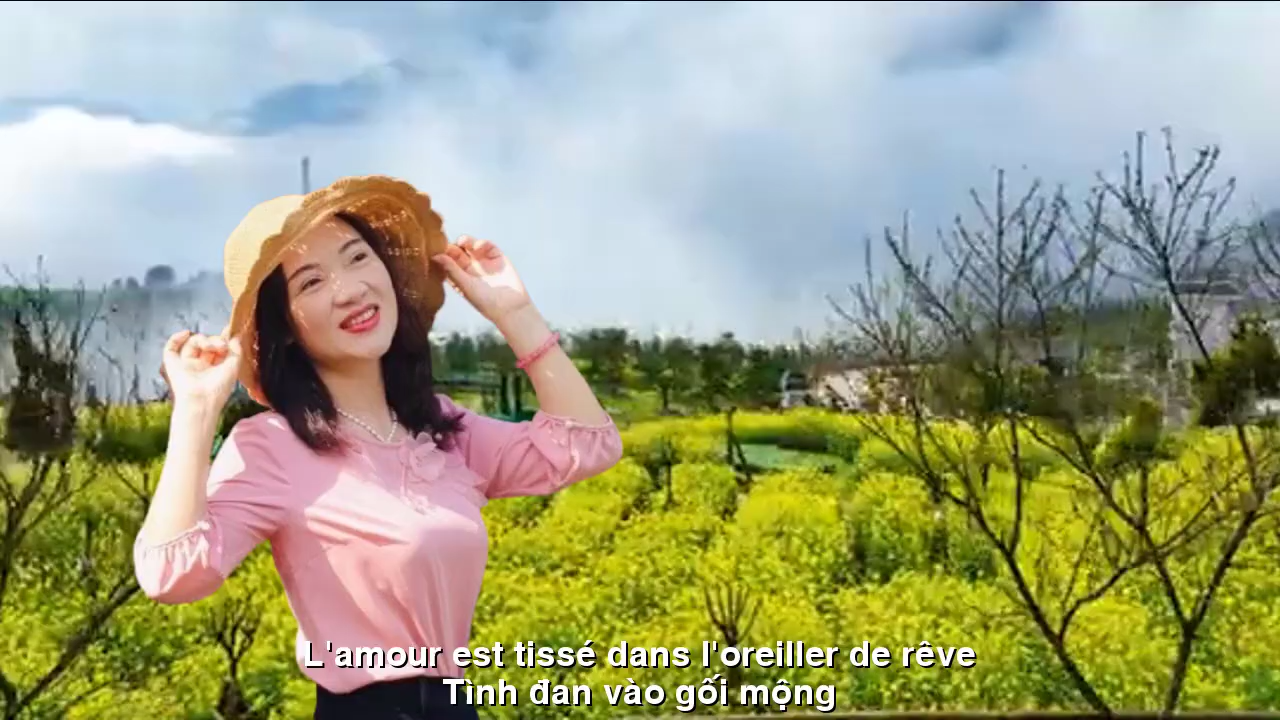 L'amour est tissé dans l'oreiller de rêve
Tình đan vào gối mộng